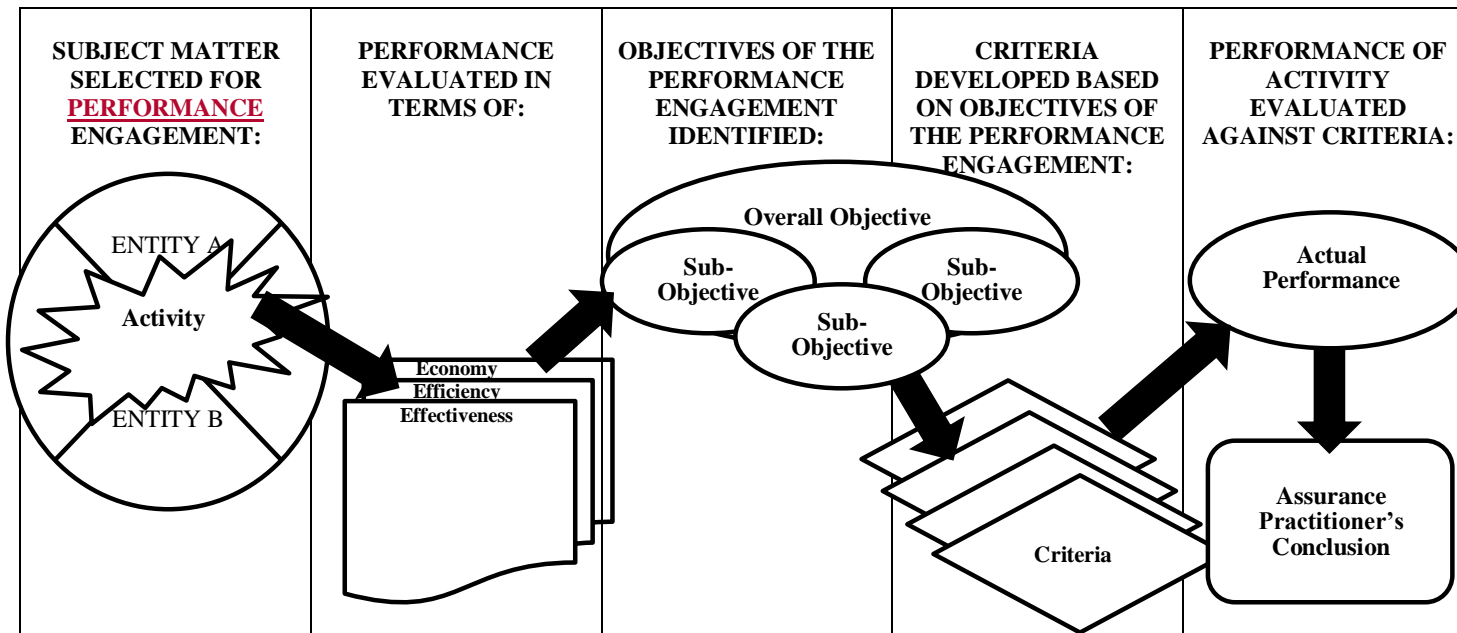 SUBJECT MATTER
SELECTED FOR
PERFORMANCE
ENGAGEMENT:
PERFORMANCE
EVALUATED IN
TERMS OF:
OBJECTIVES OF THE
PERFORMANCE
ENGAGEMENT
IDENTIFIED:
CRITERIA
DEVELOPED BASED
ON OBJECTIVES OF
THE PERFORMANCE
ENGAGEMENT:
PERFORMANCE OF
ACTIVITY
EVALUATED
AGAINST CRITERIA:
ENTITY A
Activity
ENTITY B
Economy
Efficiency
Effectiveness
Overall Objective
Sub-
Objective
Sub-
Objective
Sub-
Objective
Criteria
Actual
Performance
Assurance
Practitioner’s
Conclusion